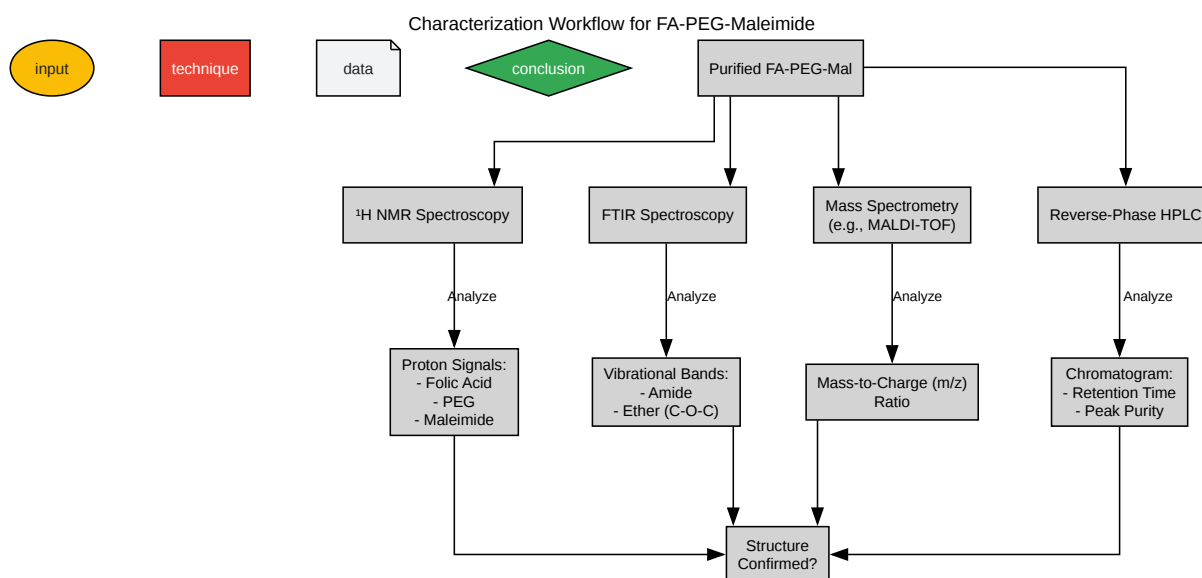 Characterization Workflow for FA-PEG-Maleimide
input
technique
data
conclusion
Purified FA-PEG-Mal
¹H NMR Spectroscopy
FTIR Spectroscopy
Mass Spectrometry
(e.g., MALDI-TOF)
Reverse-Phase HPLC
Analyze
Analyze
Analyze
Analyze
Proton Signals:
- Folic Acid
- PEG
- Maleimide
Vibrational Bands:
- Amide
- Ether (C-O-C)
Mass-to-Charge (m/z)
Ratio
Chromatogram:
- Retention Time
- Peak Purity
Structure
Confirmed?